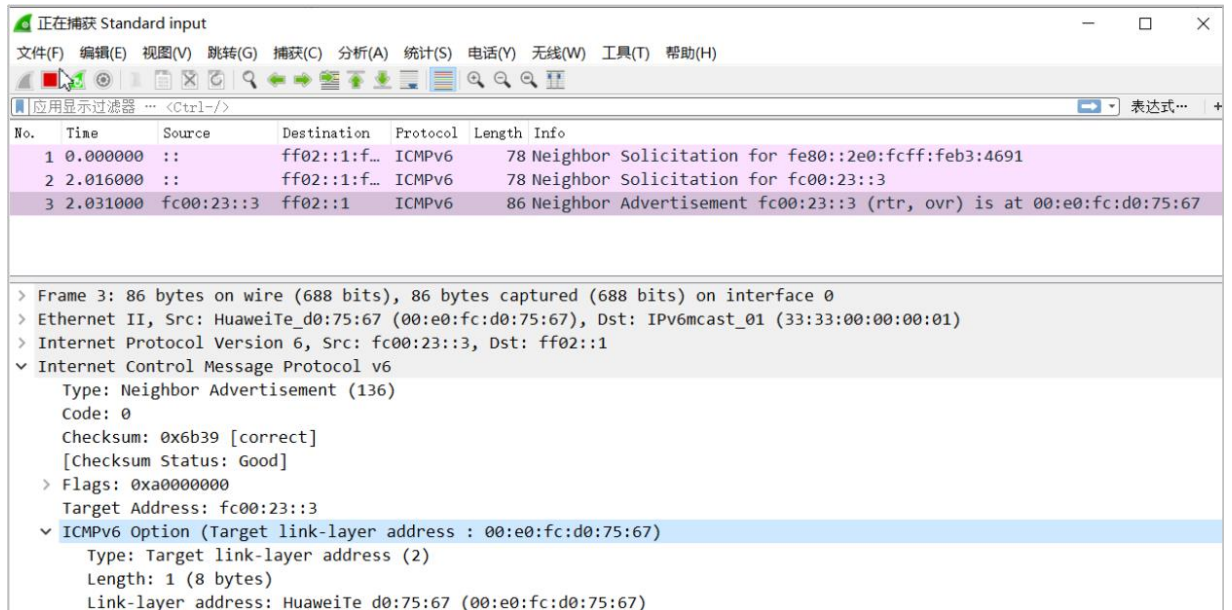 正在捕获 Standard input
文件(F) 编辑(E) 视图(V) 跳转(G) 捕获(C) 分析(A) 统计(S) 电话(Y) 无线(W) 工具(T) 帮助(H)
应用显示过滤器 … <Ctrl-/> 表达式… +
No. Time Source Destination Protocol Length Info
1 0.000000 :: ff02::1:f… ICMPv6 78 Neighbor Solicitation for fe80::2e0:fcff:feb3:4691
2 2.016000 :: ff02::1:f… ICMPv6 78 Neighbor Solicitation for fc00:23::3
3 2.031000 fc00:23::3 ff02::1 ICMPv6 86 Neighbor Advertisement fc00:23::3 (rtr, ovr) is at 00:e0:fc:d0:75:67
Frame 3: 86 bytes on wire (688 bits), 86 bytes captured (688 bits) on interface 0
Ethernet II, Src: HuaweiTe_d0:75:67 (00:e0:fc:d0:75:67), Dst: IPv6mcast_01 (33:33:00:00:00:01)
Internet Protocol Version 6, Src: fc00:23::3, Dst: ff02::1
Internet Control Message Protocol v6
Type: Neighbor Advertisement (136)
Code: 0
Checksum: 0x6b39 [correct]
[Checksum Status: Good]
Flags: 0xa0000000
Target Address: fc00:23::3
ICMPv6 Option (Target link-layer address : 00:e0:fc:d0:75:67)
Type: Target link-layer address (2)
Length: 1 (8 bytes)
Link-layer address: HuaweiTe_d0:75:67 (00:e0:fc:d0:75:67)